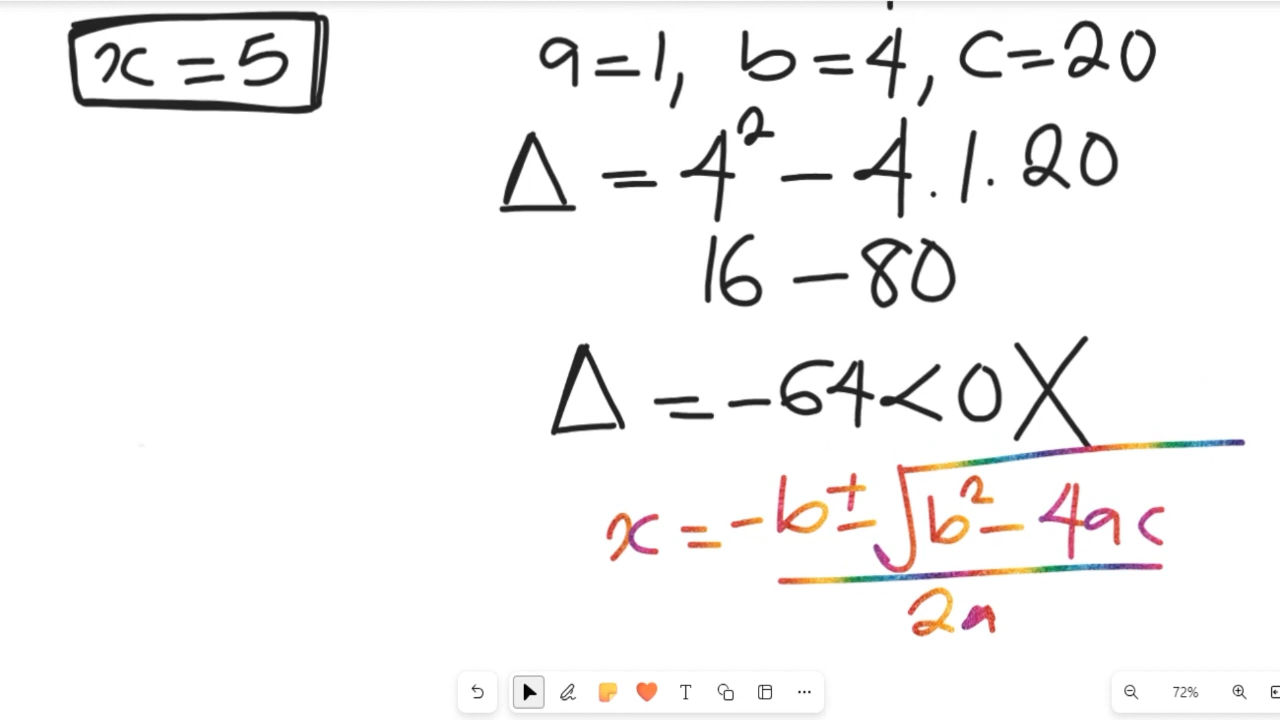 x = 5
a = 1, b = 4, c = 20
Δ = 4² − 4 . 1 . 20
16 − 80
Δ = −64 < 0 X
x = −b ± √b² − 4ac
2a
T
72%